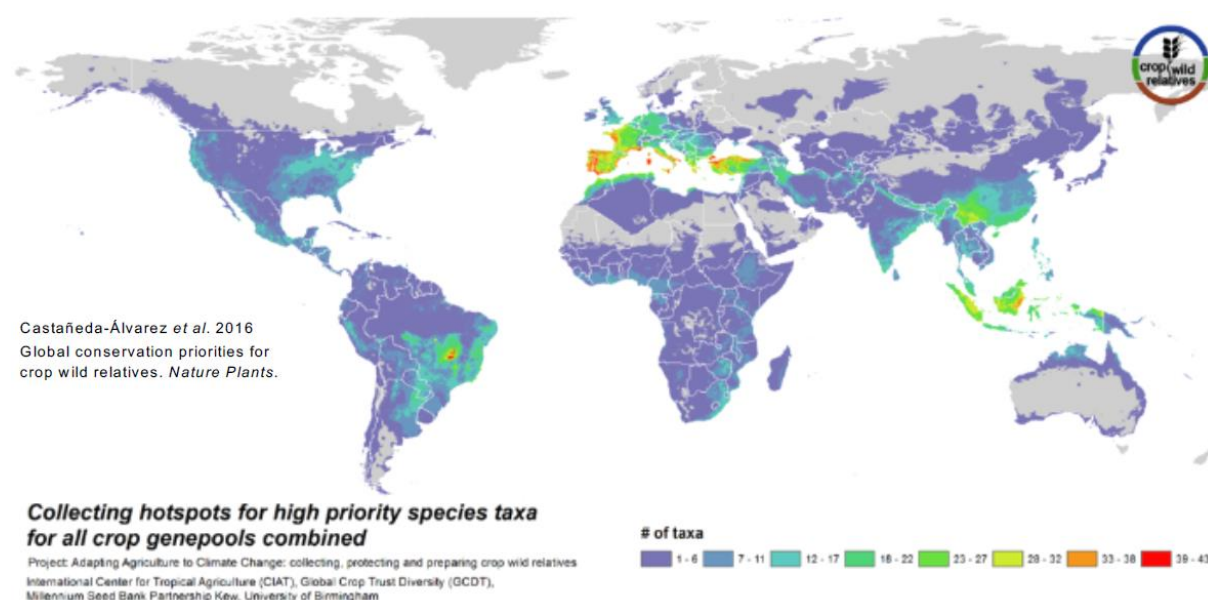 crop wild
relatives
Castañeda-Álvarez et al. 2016
Global conservation priorities for
crop wild relatives. Nature Plants.
Collecting hotspots for high priority species taxa
for all crop genepools combined
Project: Adapting Agriculture to Climate Change: collecting, protecting and preparing crop wild relatives
International Center for Tropical Agriculture (CIAT), Global Crop Trust Diversity (GCDT),
Millennium Seed Bank Partnership Kew, University of Birmingham
# of taxa
1 - 6 7 - 11 12 - 17 18 - 22 23 - 27 28 - 32 33 - 38 39 - 43